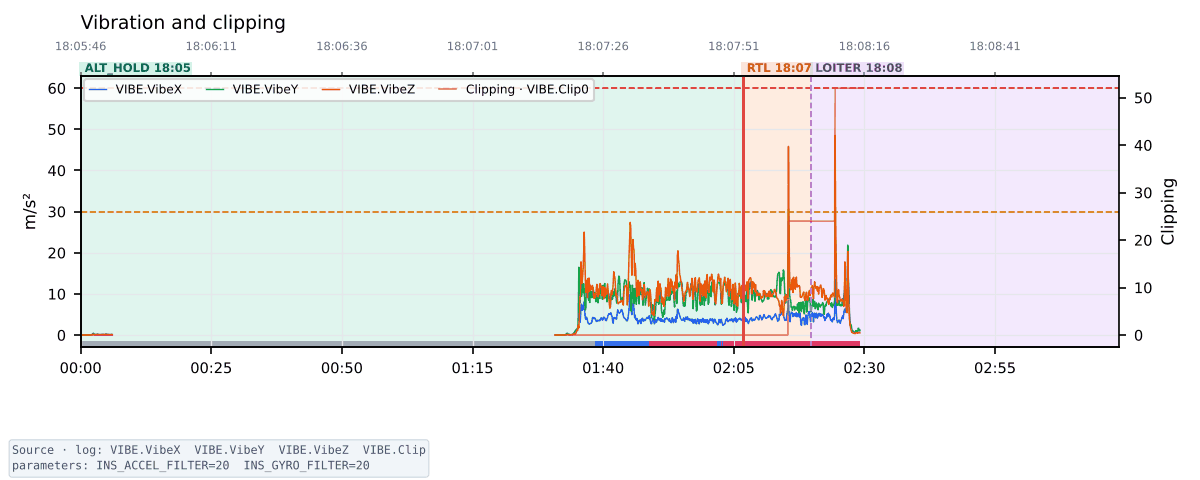 Vibration and clipping
18:05:46 18:06:11 18:06:36 18:07:01 18:07:26 18:07:51 18:08:16 18:08:41
ALT_HOLD 18:05 RTL 18:07 LOITER 18:08
VIBE.VibeX VIBE.VibeY VIBE.VibeZ Clipping · VIBE.Clip0
60
50
40
30
20
10
0
m/s²
50
40
30
20
10
0
Clipping
00:00 00:25 00:50 01:15 01:40 02:05 02:30 02:55
Source · log: VIBE.VibeX VIBE.VibeY VIBE.VibeZ VIBE.Clip
parameters: INS_ACCEL_FILTER=20 INS_GYRO_FILTER=20